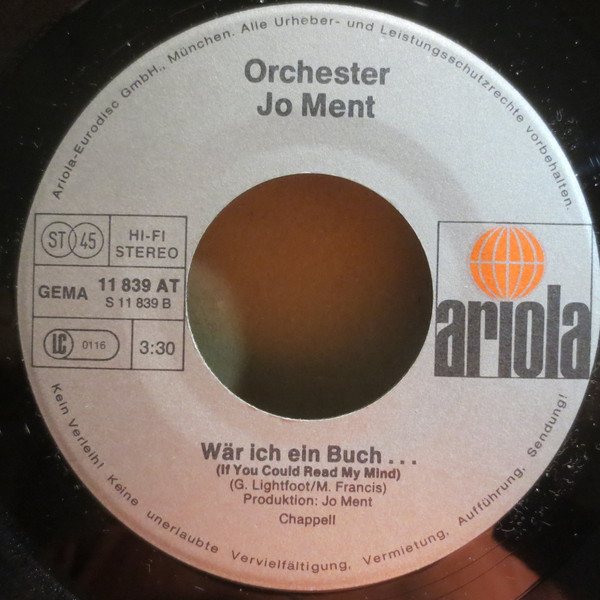 Ariola-Eurodisc GmbH., München. Alle Urheber- und Leistungsschutzrechte vorbehalten.
Orchester
Jo Ment
ST 45
HI-FI
STEREO
GEMA
11 839 AT
S 11 839 B
LC 0116
3:30
ariola
Wär ich ein Buch . . .
(If You Could Read My Mind)
(G. Lightfoot/M. Francis)
Produktion: Jo Ment
Chappell
Kein Verleih! Keine unerlaubte Vervielfältigung, Vermietung, Aufführung, Sendung!